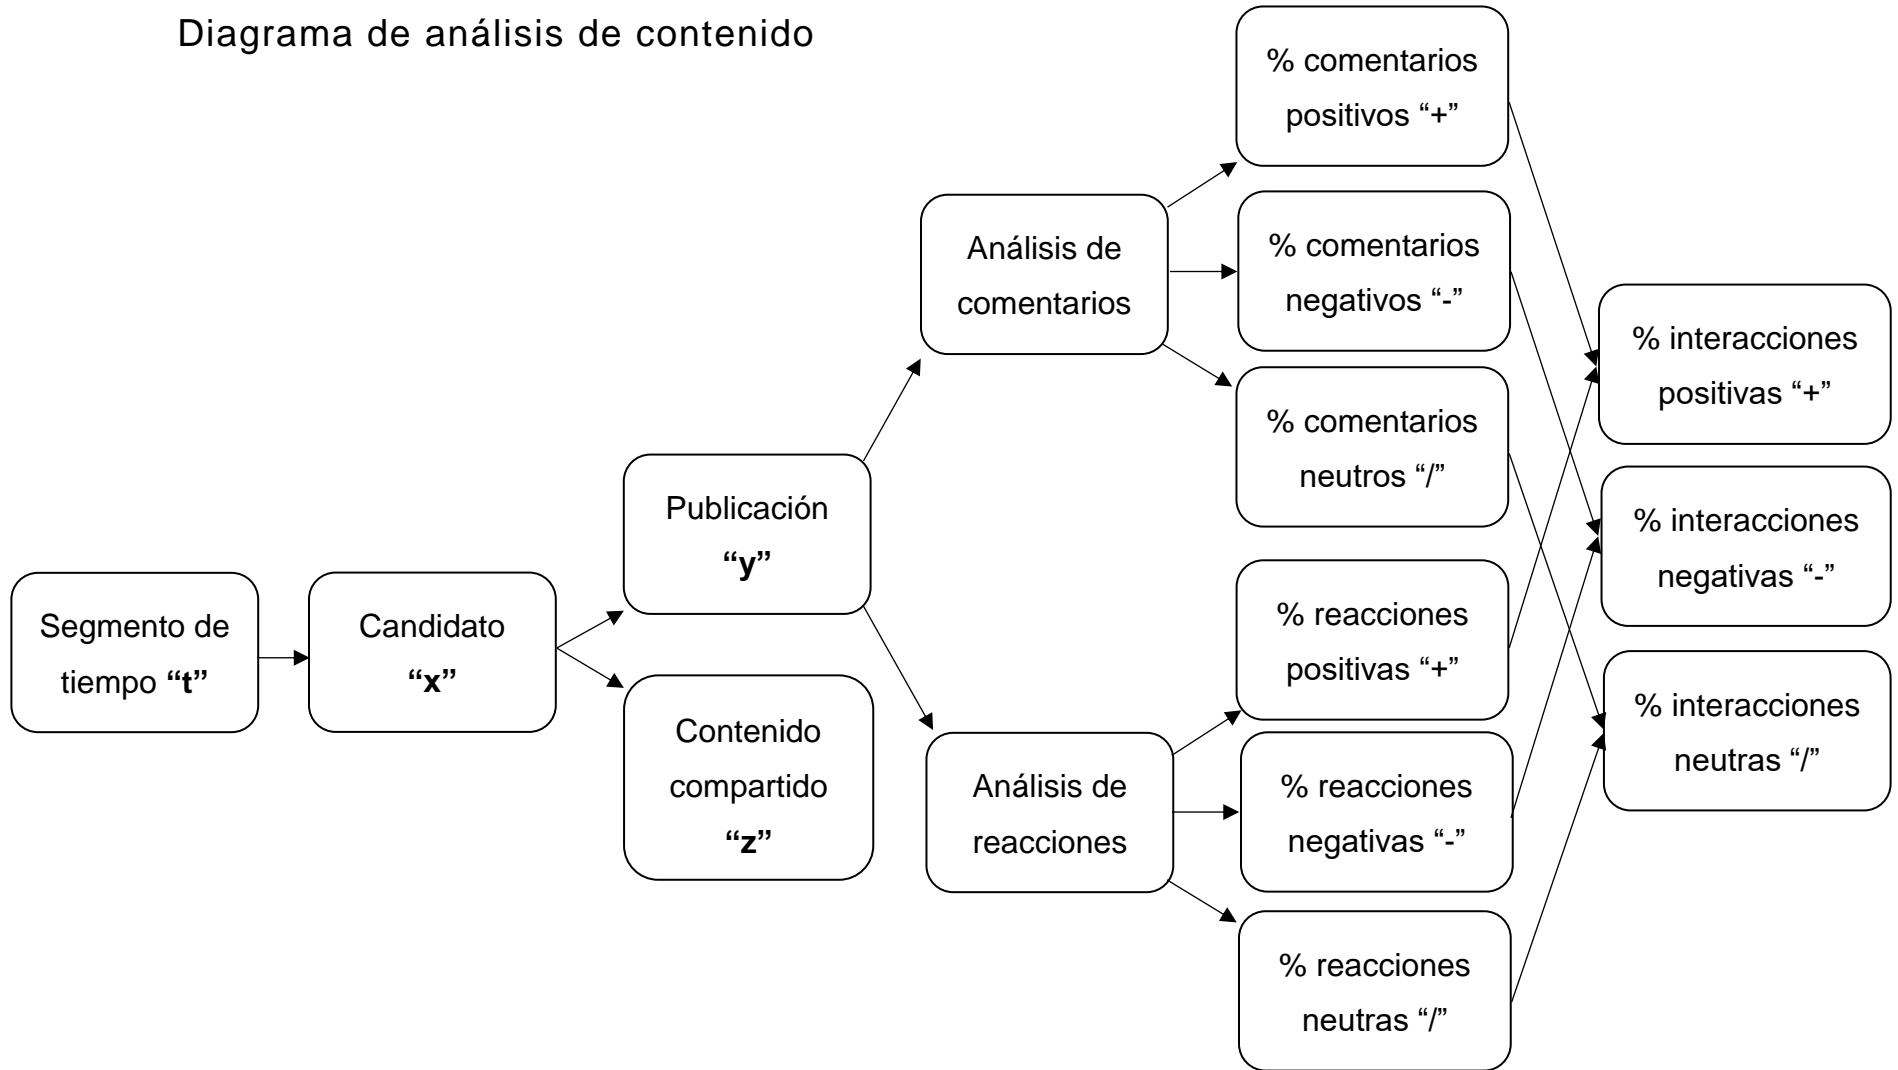 Diagrama de análisis de contenido
Segmento de
tiempo “t”
Candidato
“x”
Publicación
“y”
Contenido
compartido
“z”
Análisis de
comentarios
Análisis de
reacciones
% comentarios
positivos “+”
% comentarios
negativos “-”
% comentarios
neutros “/”
% reacciones
positivas “+”
% reacciones
negativas “-”
% reacciones
neutras “/”
% interacciones
positivas “+”
% interacciones
negativas “-”
% interacciones
neutras “/”